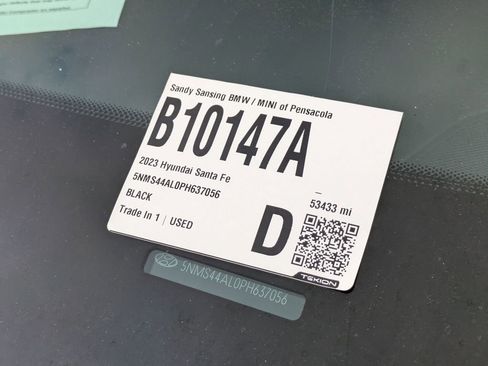 Sandy Sansing BMW / MINI of Pensacola
B10147A
2023 Hyundai Santa Fe
5NMS44AL0PH637056
BLACK
Trade In 1 | USED
53433 mi
D
TEKION
5NMS44AL0PH637056